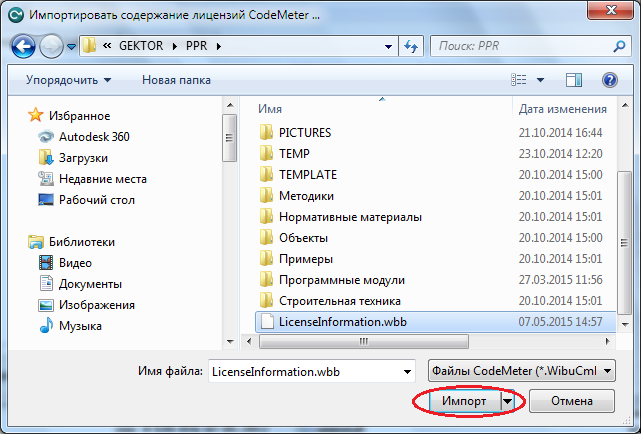 Импортировать содержание лицензий CodeMeter ...
« GEKTOR PPR
Поиск: PPR
Упорядочить Новая папка
Избранное
Autodesk 360
Загрузки
Недавние места
Рабочий стол
Библиотеки
Видео
Документы
Изображения
Музыка
Имя Дата изменения
PICTURES 21.10.2014 16:44
TEMP 23.10.2014 12:20
TEMPLATE 20.10.2014 15:00
Методики 20.10.2014 15:01
Нормативные материалы 20.10.2014 15:01
Объекты 20.10.2014 15:00
Примеры 20.10.2014 15:01
Программные модули 27.03.2015 11:56
Строительная техника 20.10.2014 15:01
LicenseInformation.wbb 07.05.2015 14:57
Имя файла: LicenseInformation.wbb Файлы CodeMeter (*.WibuCml
Импорт Отмена